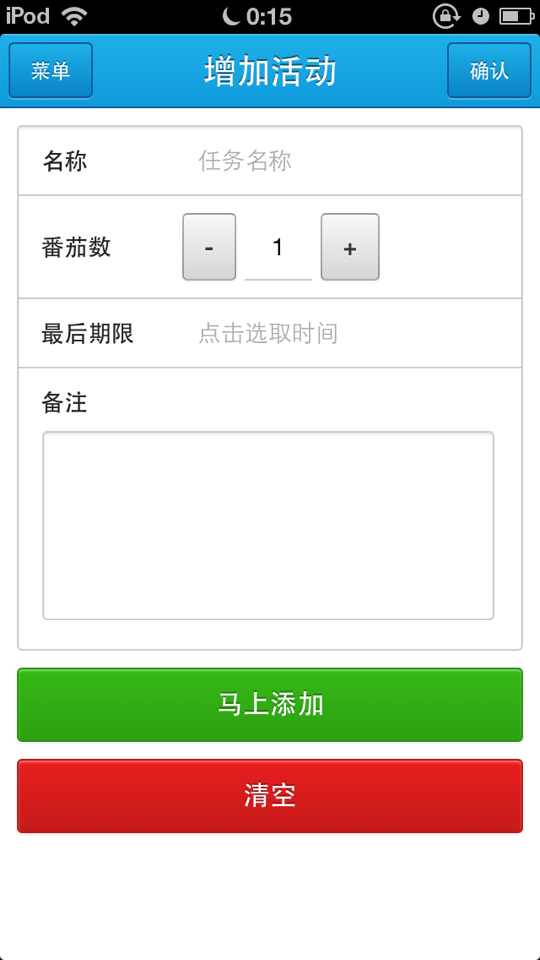 iPod 0:15
菜单 增加活动 确认
名称 任务名称
番茄数 - 1 +
最后期限 点击选取时间
备注
马上添加
清空